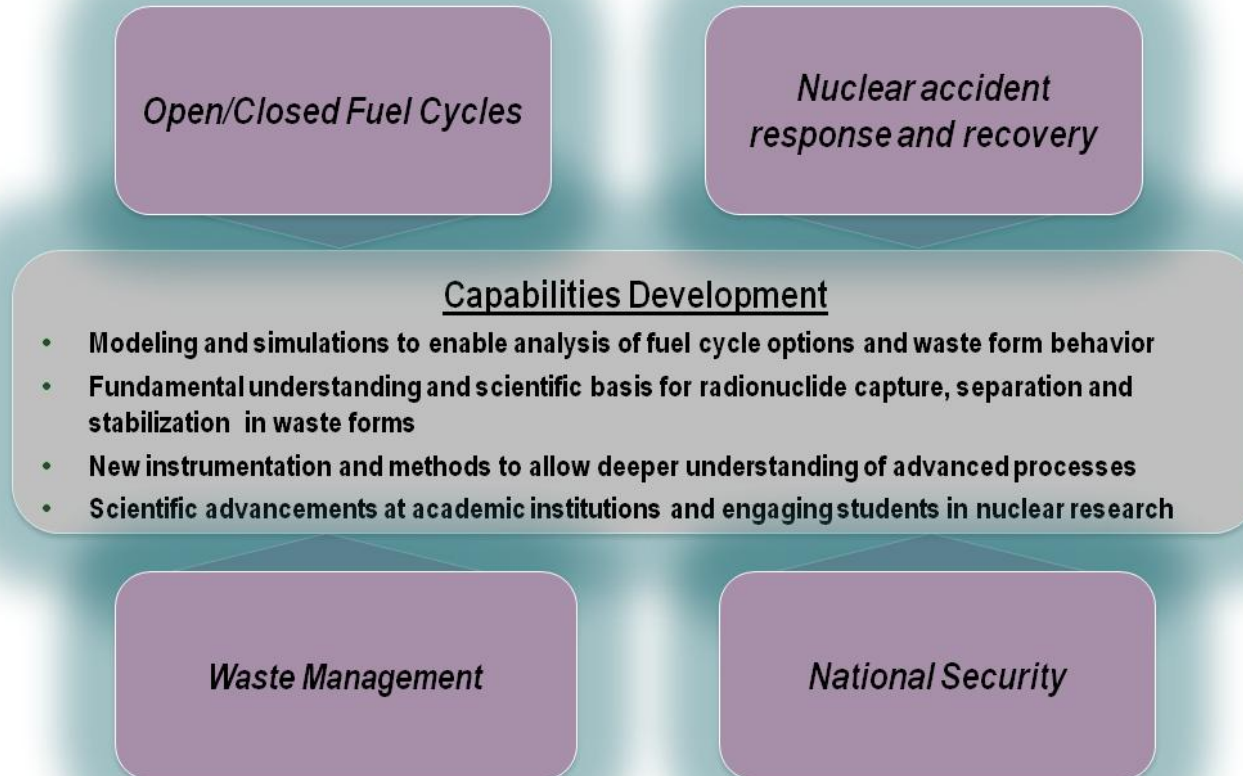 Open/Closed Fuel Cycles
Nuclear accident
response and recovery
Capabilities Development
• Modeling and simulations to enable analysis of fuel cycle options and waste form behavior
• Fundamental understanding and scientific basis for radionuclide capture, separation and
stabilization in waste forms
• New instrumentation and methods to allow deeper understanding of advanced processes
• Scientific advancements at academic institutions and engaging students in nuclear research
Waste Management
National Security